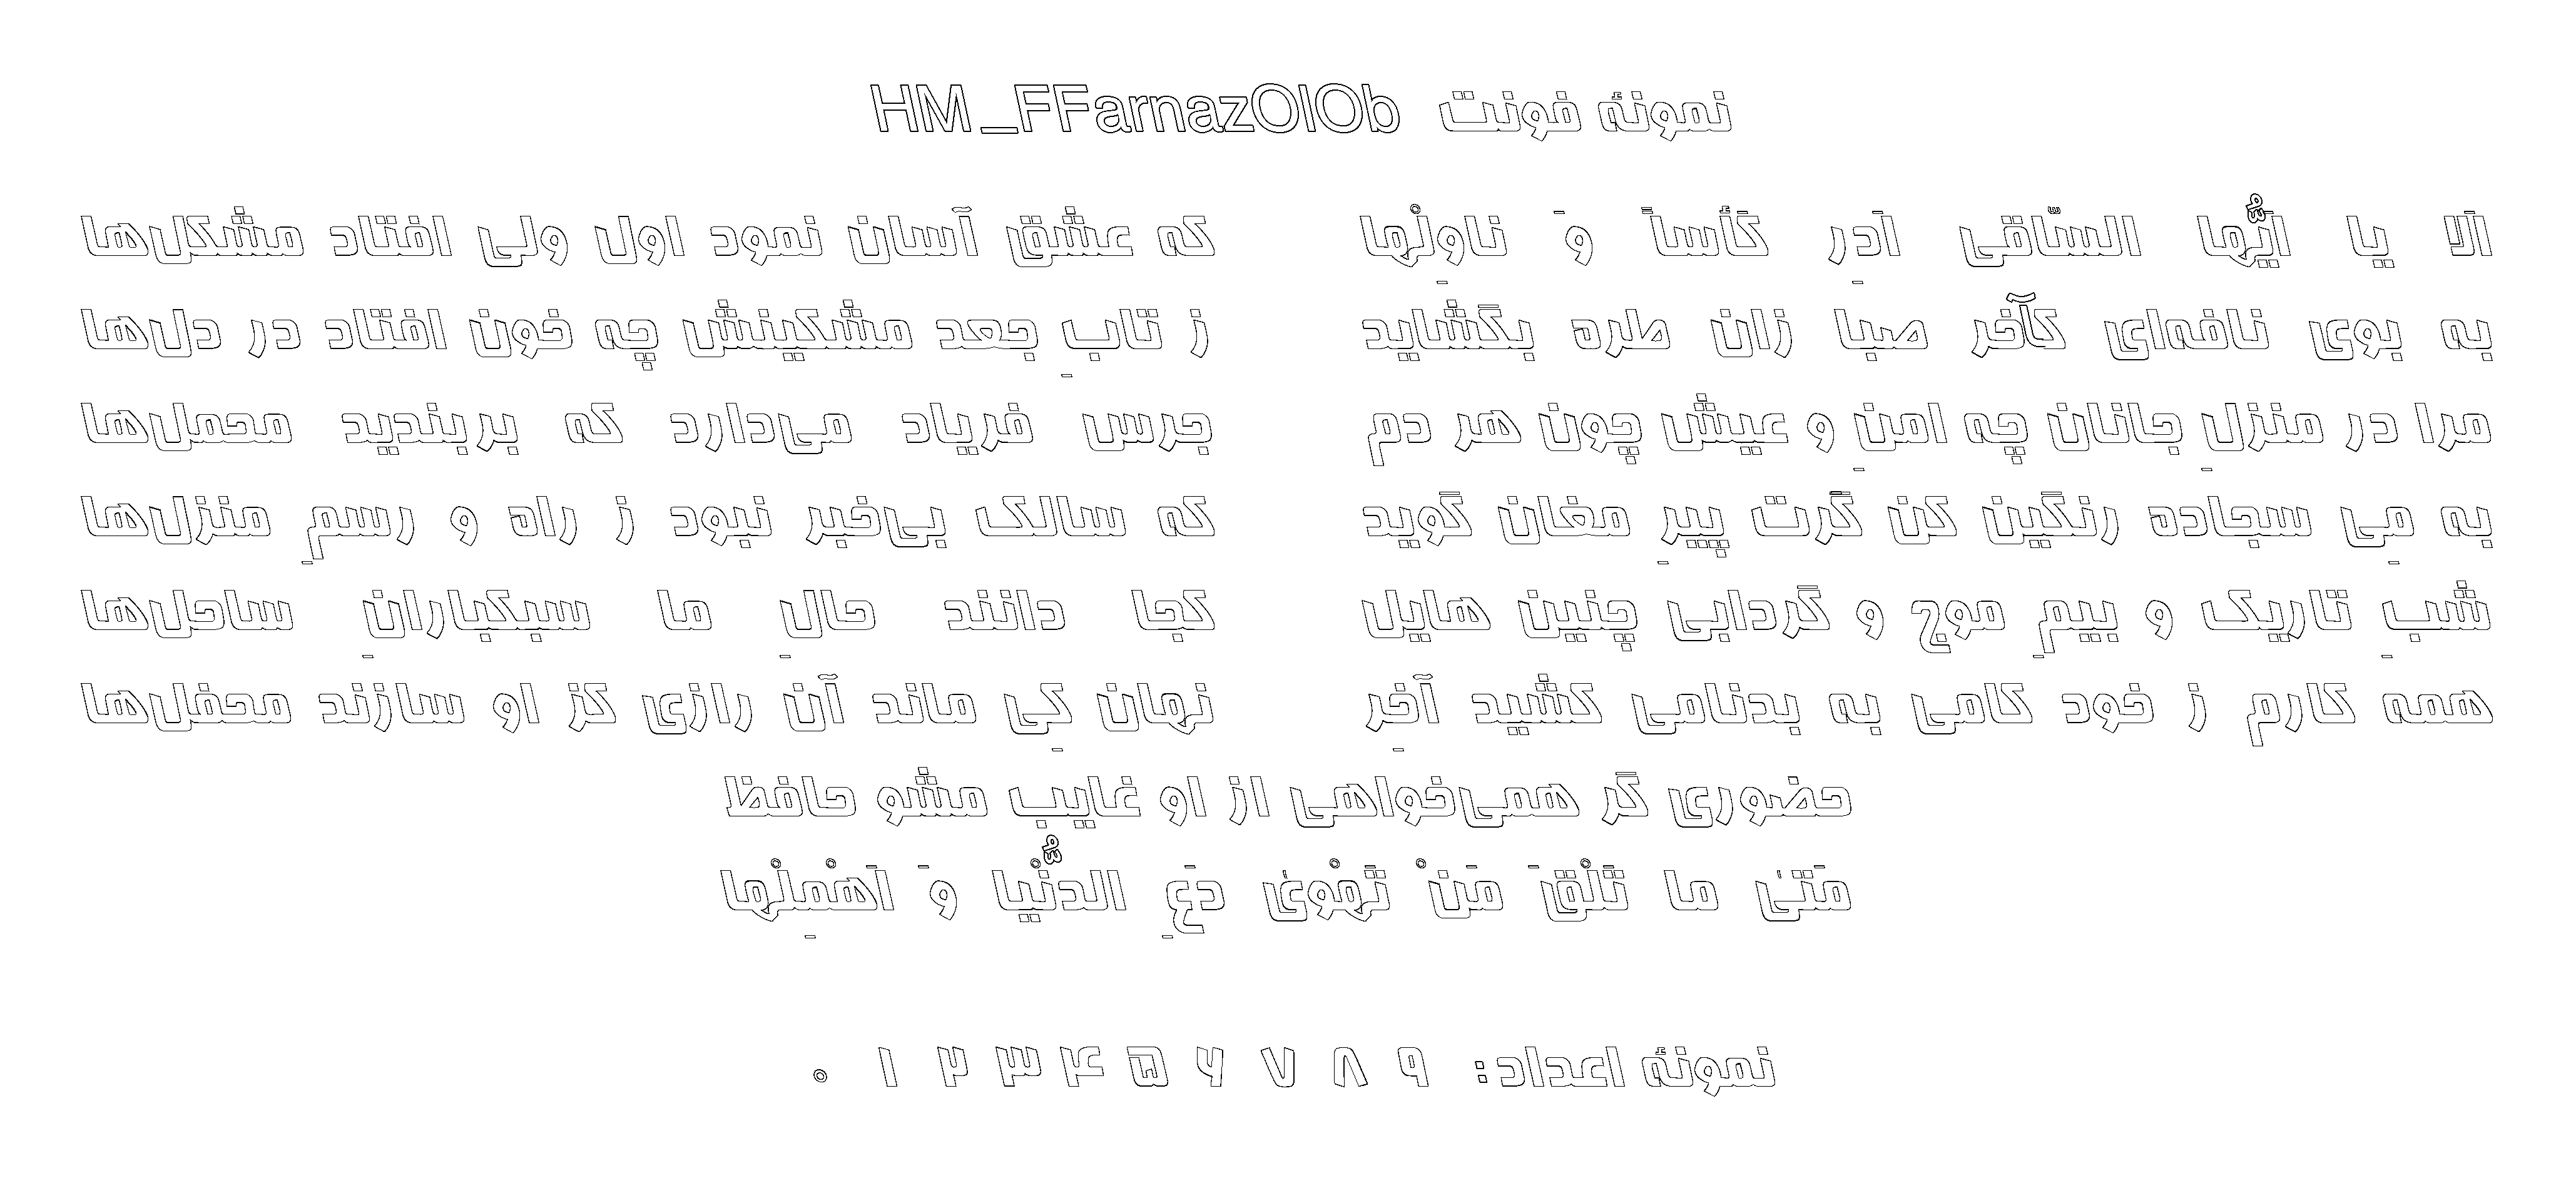 نمونهٔ فونت HM_FFarnazOlOb
اَلا یا اَیُّهَا السّاقی اَدِر کَأساً وَ ناوِلْها که عشق آسان نمود اول ولی افتاد مشکل‌ها
به بوی نافه‌ای کآخر صبا زان طره بگشاید ز تابِ جعد مشکینش چه خون افتاد در دل‌ها
مرا در منزلِ جانان چه امنِ و عیش چون هر دم جرس فریاد می‌دارد که بربندید محمل‌ها
به مِی سجاده رنگین کن گرت پیرِ مغان گوید که سالک بی‌خبر نبود ز راه و رسمِ منزل‌ها
شبِ تاریک و بیمِ موج و گردابی چنین هایل کجا دانند حالِ ما سبکبارانِ ساحل‌ها
همه کارم ز خود کامی به بدنامی کشید آخِر نهان کِی ماند آن رازی کز او سازند محفل‌ها
حضوری گر همی‌خواهی از او غایب مشو حافظ
مَتیٰ ما تَلْقَ مَنْ تَهْویٰ دَعِ الدُّنْیا وَ اَهْمِلْها
نمونهٔ اعداد: ۹ ۸ ۷ ۶ ۵ ۴ ۳ ۲ ۱ ۰